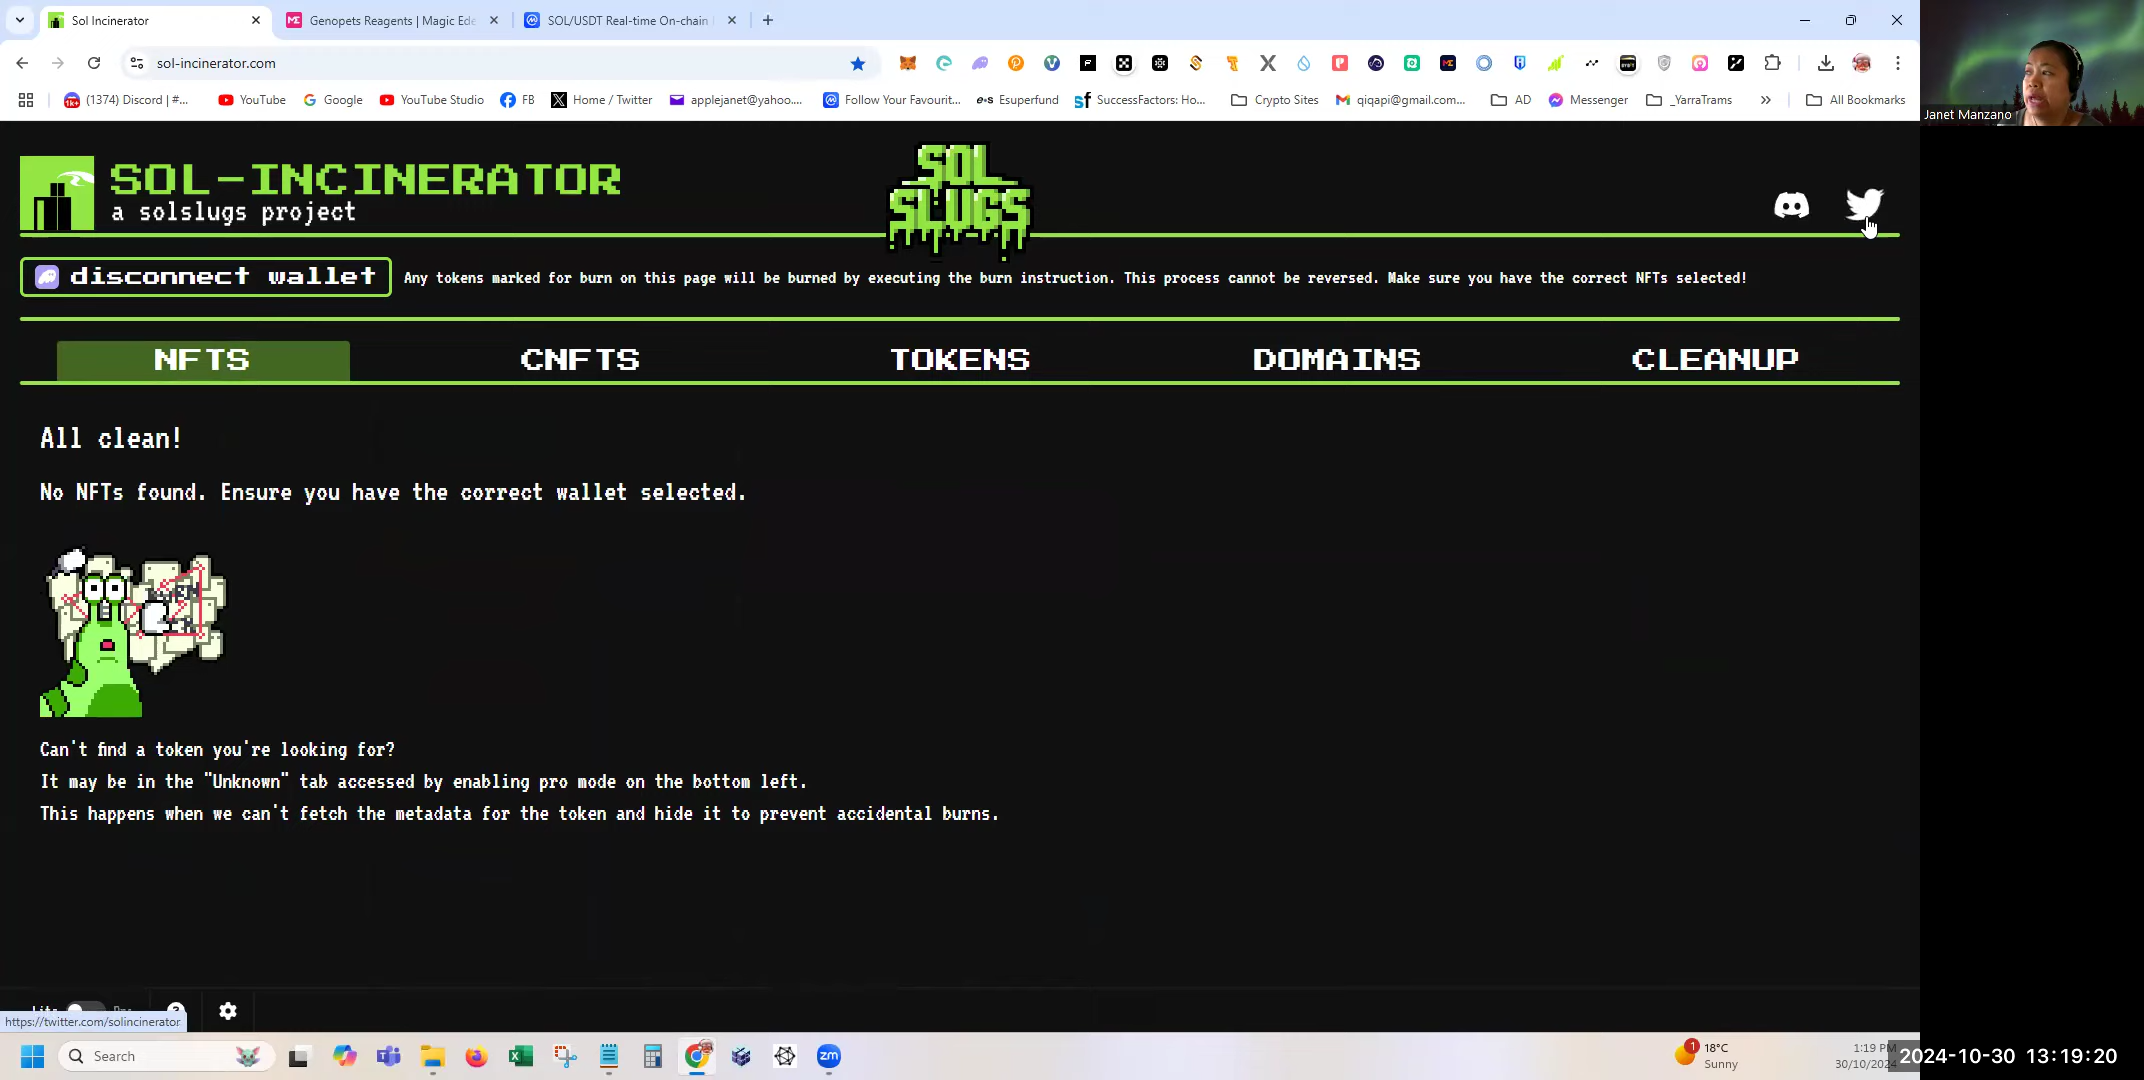 Sol Incinerator
Genopets Reagents | Magic Ede
SOL/USDT Real-time On-chain
sol-incinerator.com
(1374) Discord | #...
YouTube
Google
YouTube Studio
FB
Home / Twitter
applejanet@yahoo....
Follow Your Favourit...
Esuperfund
SuccessFactors: Ho...
Crypto Sites
qiqapi@gmail.com...
AD
Messenger
_YarraTrams
All Bookmarks
Janet Manzano
SOL-INCINERATOR
a solslugs project
SOL
SLUGS
disconnect wallet
Any tokens marked for burn on this page will be burned by executing the burn instruction. This process cannot be reversed. Make sure you have the correct NFTs selected!
NFTS
CNFTS
TOKENS
DOMAINS
CLEANUP
All clean!
No NFTs found. Ensure you have the correct wallet selected.
Can't find a token you're looking for?
It may be in the "Unknown" tab accessed by enabling pro mode on the bottom left.
This happens when we can't fetch the metadata for the token and hide it to prevent accidental burns.
https://twitter.com/solincinerator
Search
zm
1
18°C
Sunny
1:19 PM
30/10/2024
2024-10-30 13:19:20